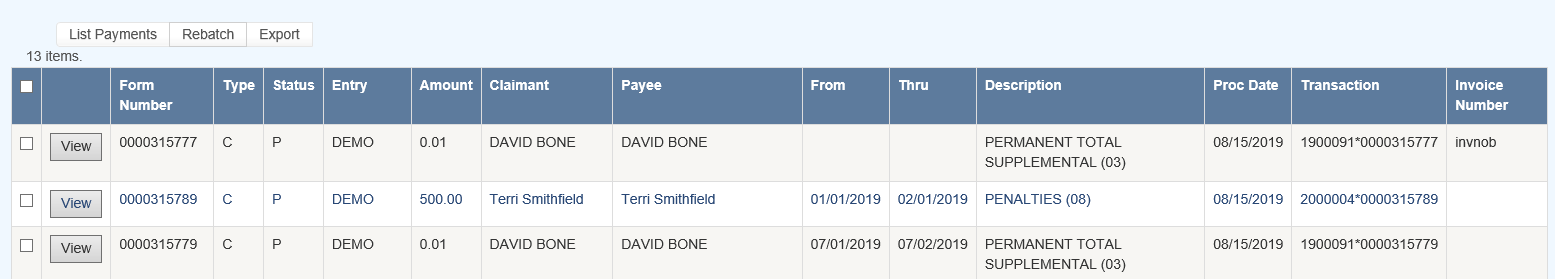 List Payments Rebatch Export
13 items.
Form Number Type Status Entry Amount Claimant Payee From Thru Description Proc Date Transaction Invoice Number
View 0000315777 C P DEMO 0.01 DAVID BONE DAVID BONE PERMANENT TOTAL SUPPLEMENTAL (03) 08/15/2019 1900091*0000315777 invnob
View 0000315789 C P DEMO 500.00 Terri Smithfield Terri Smithfield 01/01/2019 02/01/2019 PENALTIES (08) 08/15/2019 2000004*0000315789
View 0000315779 C P DEMO 0.01 DAVID BONE DAVID BONE 07/01/2019 07/02/2019 PERMANENT TOTAL SUPPLEMENTAL (03) 08/15/2019 1900091*0000315779